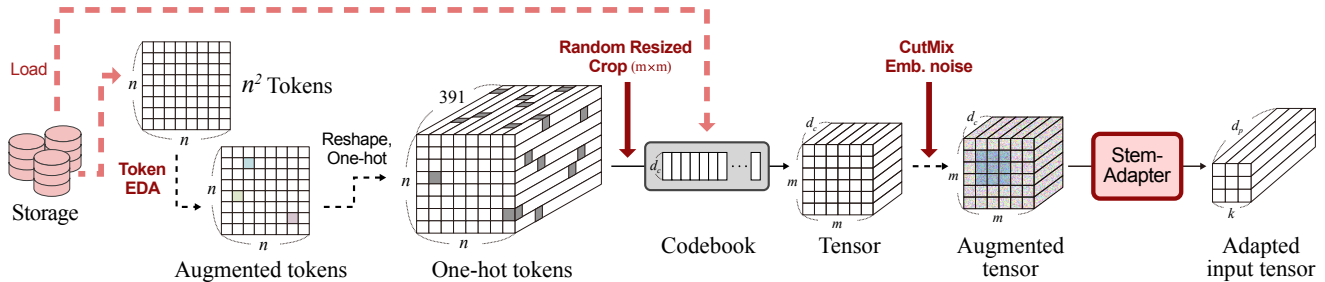 Load
Storage
n
n² Tokens
n
Token
EDA
n
n
Augmented tokens
Reshape,
One-hot
391
n
n
One-hot tokens
Random Resized
Crop (m×m)
d_c
Codebook
d_c
m
m
Tensor
CutMix
Emb. noise
d_c
m
m
Augmented
tensor
Stem-
Adapter
d_p
k
Adapted
input tensor